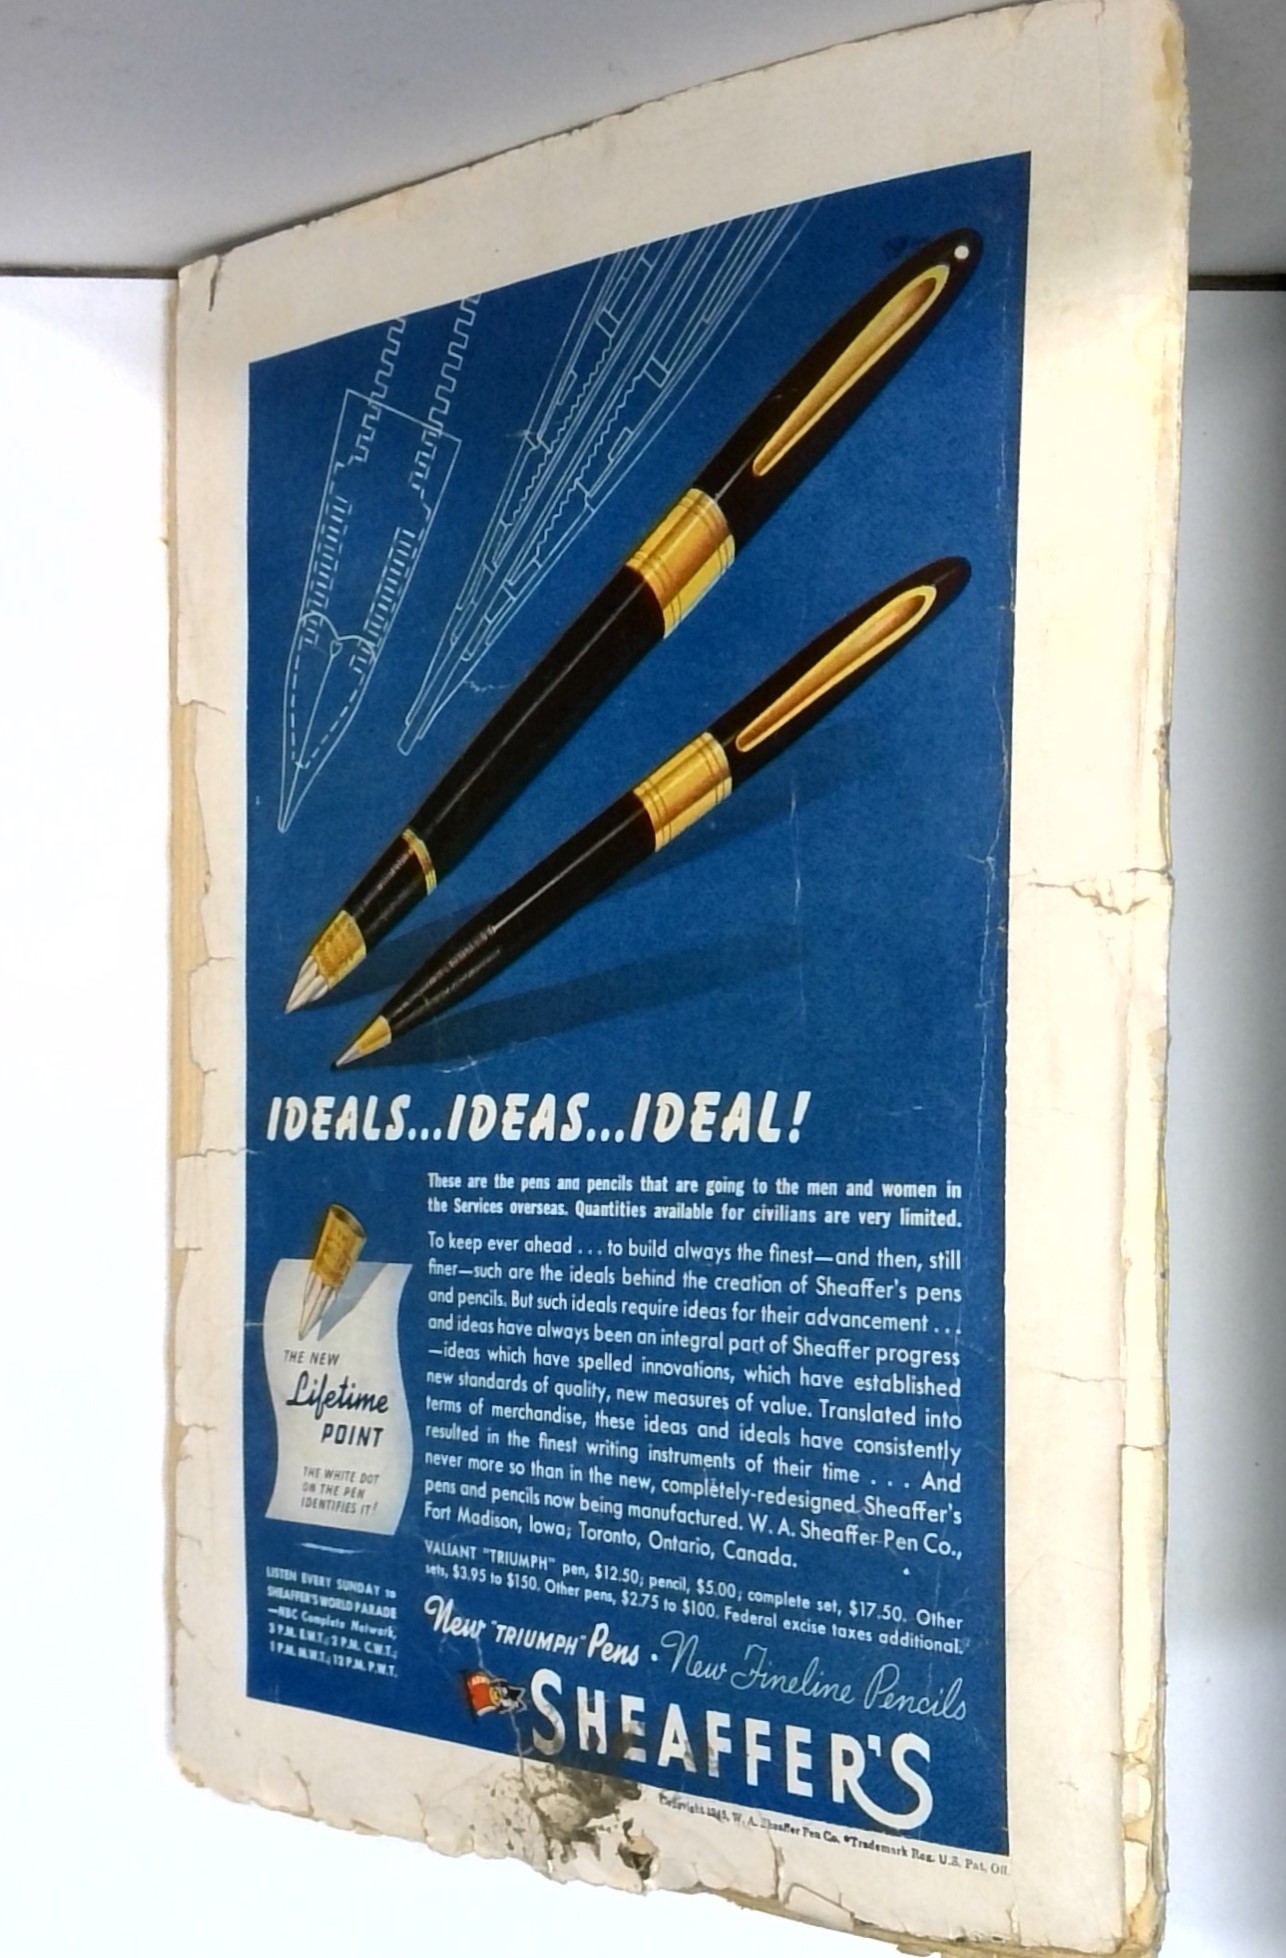 IDEALS...IDEAS...IDEAL!
These are the pens and pencils that are going to the men and women in
the Services overseas. Quantities available for civilians are very limited.
To keep ever ahead . . . to build always the finest—and then, still
finer—such are the ideals behind the creation of Sheaffer's pens
and pencils. But such ideals require ideas for their advancement . . .
and ideas have always been an integral part of Sheaffer progress
—ideas which have spelled innovations, which have established
new standards of quality, new measures of value. Translated into
terms of merchandise, these ideas and ideals have consistently
resulted in the finest writing instruments of their time . . . And
never more so than in the new, completely-redesigned Sheaffer's
pens and pencils now being manufactured. W. A. Sheaffer Pen Co.,
Fort Madison, Iowa; Toronto, Ontario, Canada.
VALIANT "TRIUMPH" pen, $12.50; pencil, $5.00; complete set, $17.50. Other
sets, $3.95 to $150. Other pens, $2.75 to $100. Federal excise taxes additional.
THE NEW
Lifetime
POINT
THE WHITE DOT
ON THE PEN
IDENTIFIES IT!
LISTEN EVERY SUNDAY to
SHEAFFER'S WORLD PARADE
—NBC Complete Network,
3 P.M. E.W.T.; 2 P.M. C.W.T.;
1 P.M. M.W.T.; 12 P.M. P.W.T.
New "TRIUMPH" Pens • New Fineline Pencils
SHEAFFER'S
Copyright W. A. Sheaffer Pen Co. *Trademark Reg. U.S. Pat. Off.